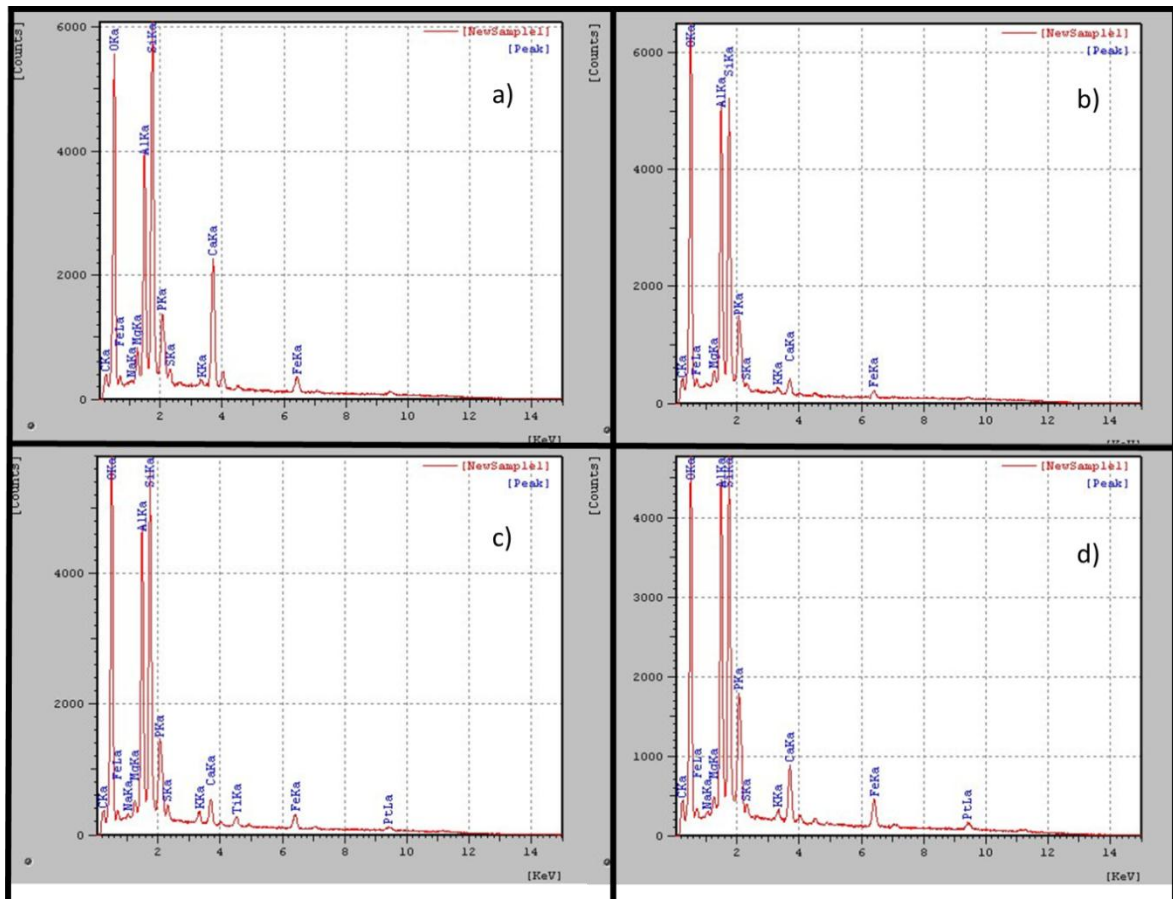 [Counts]
6000
4000
2000
0
[NewSample1]
[Peak]
a)
CKa
OKa
FeLa
NaKa
MgKa
AlKa
SiKa
PKa
SKa
KKa
CaKa
FeKa
2 4 6 8 10 12 14
[KeV]
[Counts]
6000
4000
2000
0
[NewSample1]
[Peak]
b)
CKa
OKa
FeLa
MgKa
AlKa
SiKa
PKa
SKa
KKa
CaKa
FeKa
2 4 6 8 10 12 14
[KeV]
[Counts]
4000
2000
0
[NewSample1]
[Peak]
c)
CKa
OKa
FeLa
NaKa
MgKa
AlKa
SiKa
PKa
SKa
KKa
CaKa
TiKa
FeKa
PtLa
2 4 6 8 10 12 14
[KeV]
[Counts]
4000
3000
2000
1000
0
[NewSample1]
[Peak]
d)
CKa
OKa
FeLa
NaKa
MgKa
AlKa
SiKa
PKa
SKa
KKa
CaKa
FeKa
PtLa
2 4 6 8 10 12 14
[KeV]